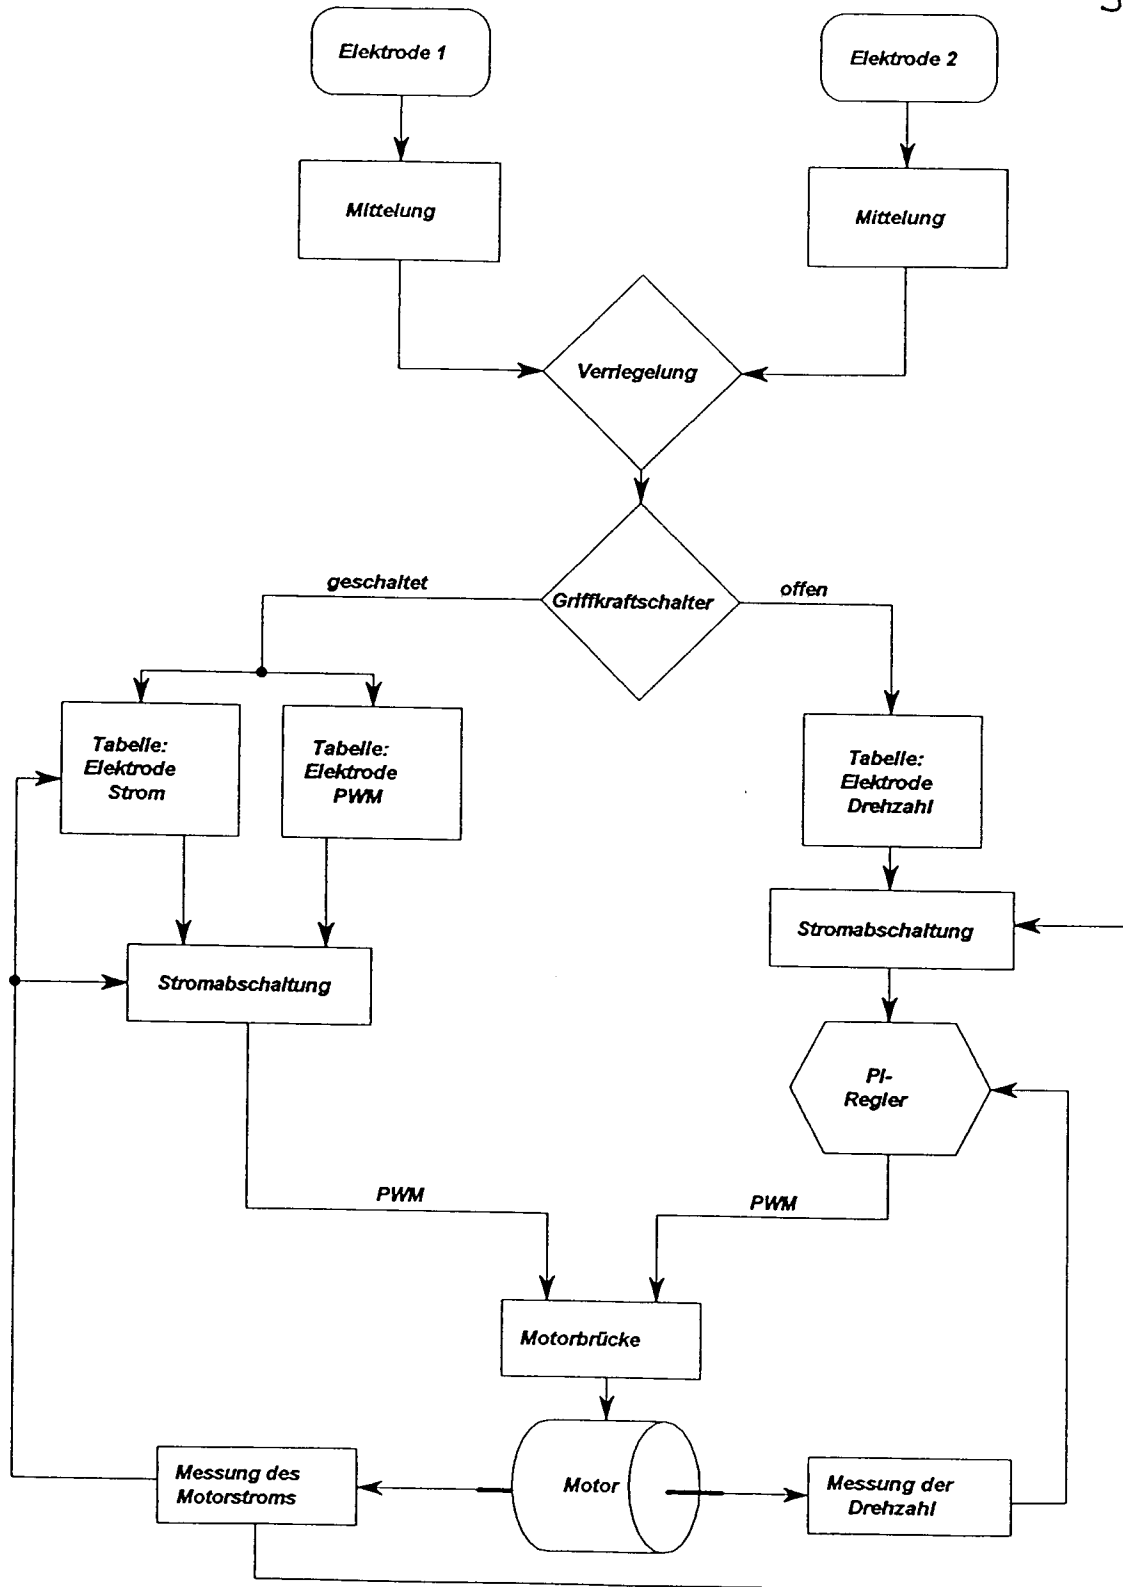 Elektrode 1
Elektrode 2
Mittelung
Mittelung
Verriegelung
geschaltet
Griffkraftschalter
offen
Tabelle:
Elektrode
Strom
Tabelle:
Elektrode
PWM
Tabelle:
Elektrode
Drehzahl
Stromabschaltung
Stromabschaltung
PI-
Regler
PWM
PWM
Motorbrücke
Messung des
Motorstroms
Motor
Messung der
Drehzahl